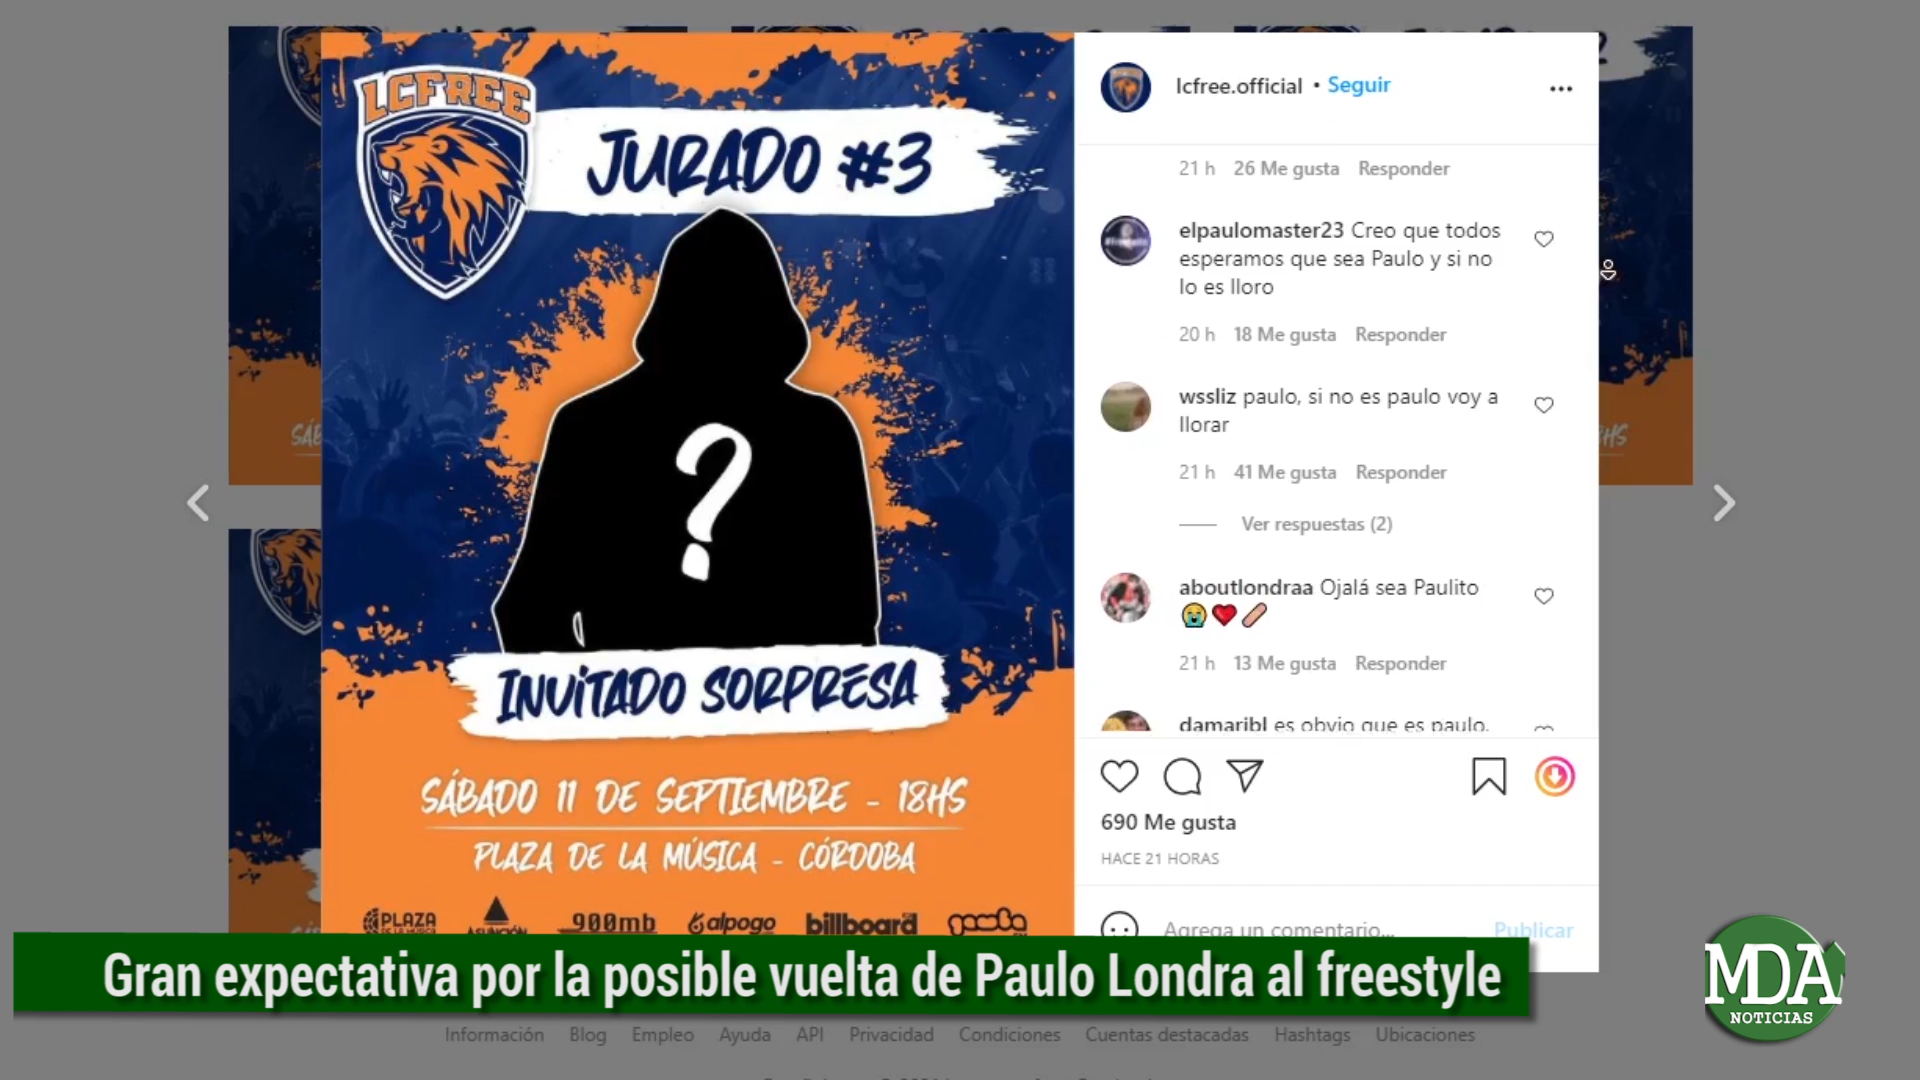 LCFREE
JURADO #3
?
INVITADO SORPRESA
SÁBADO 11 DE SEPTIEMBRE - 18HS
PLAZA DE LA MÚSICA - CÓRDOBA
PLAZA
DE LA MÚSICA
ASUNCIÓN
900mb
alpogo
billboard
lcfree.official • Seguir
21 h 26 Me gusta Responder
elpaulomaster23 Creo que todos
esperamos que sea Paulo y si no
lo es lloro
20 h 18 Me gusta Responder
wssliz paulo, si no es paulo voy a
llorar
21 h 41 Me gusta Responder
Ver respuestas (2)
aboutlondraa Ojalá sea Paulito
😭❤️🩹
21 h 13 Me gusta Responder
damaribl es obvio que es paulo,
690 Me gusta
HACE 21 HORAS
Agrega un comentario...
Publicar
Gran expectativa por la posible vuelta de Paulo Londra al freestyle
MDA
NOTICIAS
Información Blog Empleo Ayuda API Privacidad Condiciones Cuentas destacadas Hashtags Ubicaciones